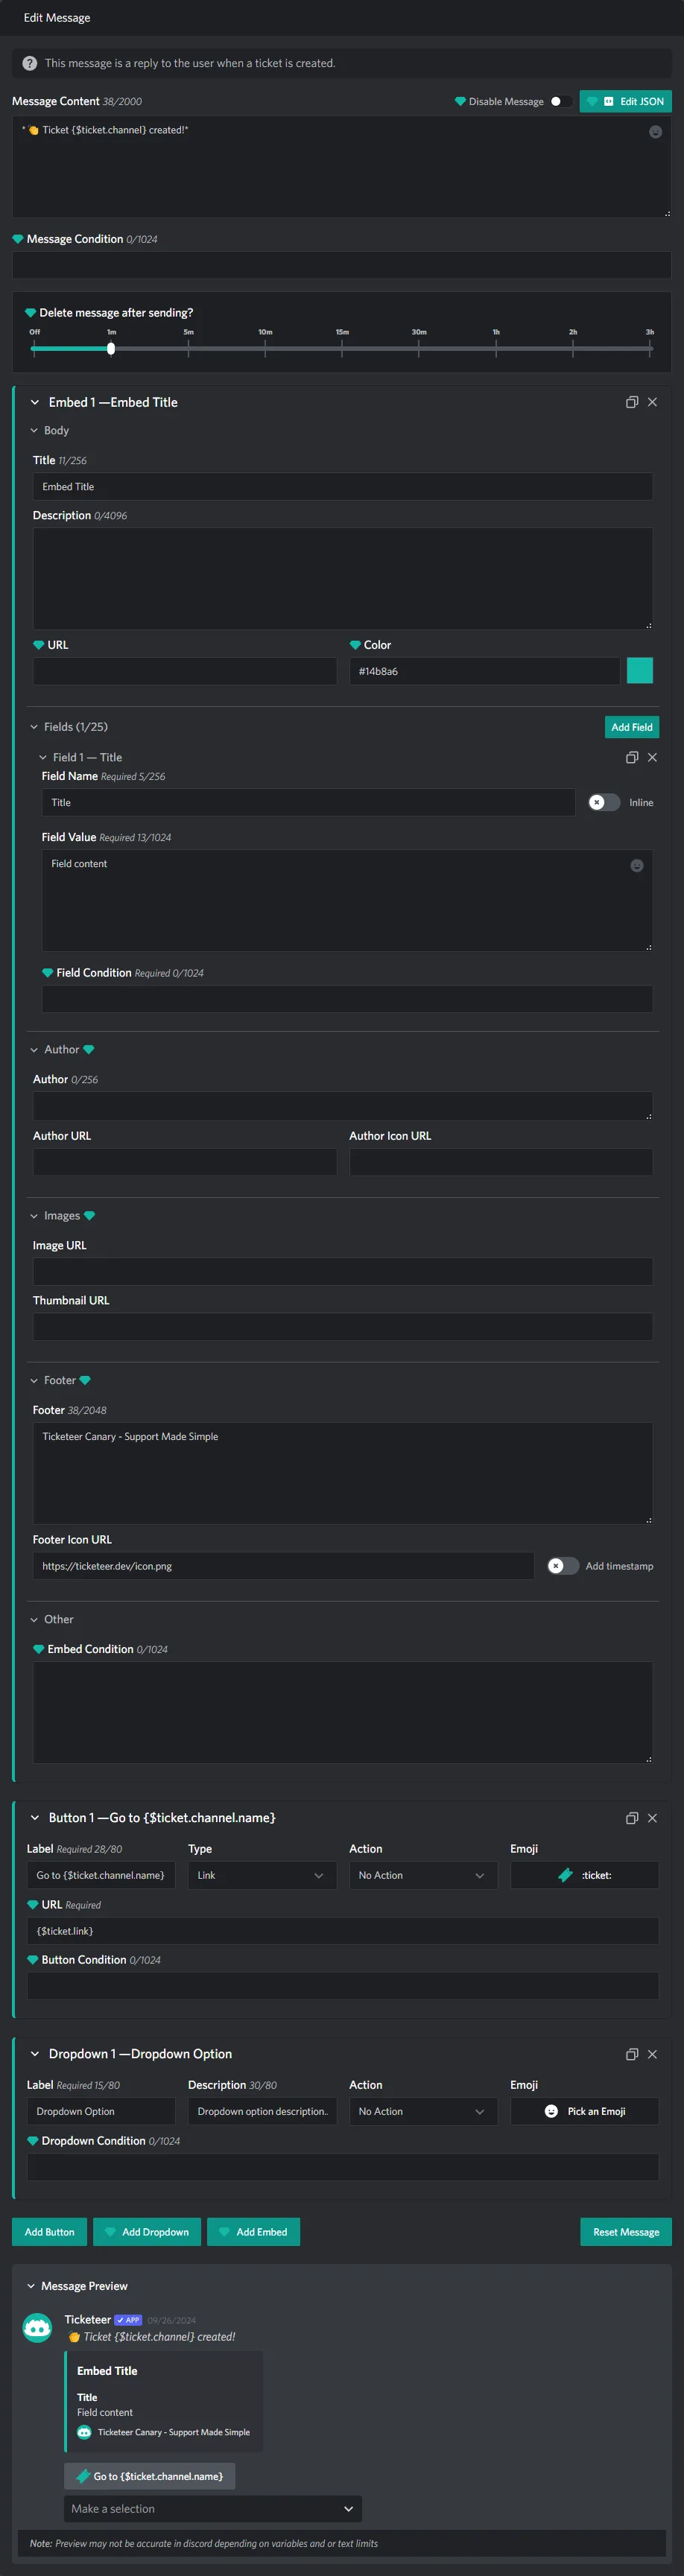 Edit Message
This message is a reply to the user when a ticket is created.
Message Content 38/2000
Disable Message
Edit JSON
* 👏 Ticket {$ticket.channel} created!*
Message Condition 0/1024
Delete message after sending?
Off 1m 5m 10m 15m 30m 1h 2h 3h
Embed 1 —Embed Title
Body
Title 11/256
Embed Title
Description 0/4096
URL
Color
#14b8a6
Fields (1/25)
Add Field
Field 1 — Title
Field Name Required 5/256
Title
Inline
Field Value Required 13/1024
Field content
Field Condition Required 0/1024
Author
Author 0/256
Author URL
Author Icon URL
Images
Image URL
Thumbnail URL
Footer
Footer 38/2048
Ticketeer Canary - Support Made Simple
Footer Icon URL
https://ticketeer.dev/icon.png
Add timestamp
Other
Embed Condition 0/1024
Button 1 —Go to {$ticket.channel.name}
Label Required 28/80
Type
Action
Emoji
Go to {$ticket.channel.name}
Link
No Action
:ticket:
URL Required
{$ticket.link}
Button Condition 0/1024
Dropdown 1 —Dropdown Option
Label Required 15/80
Description 30/80
Action
Emoji
Dropdown Option
Dropdown option description..
No Action
Pick an Emoji
Dropdown Condition 0/1024
Add Button
Add Dropdown
Add Embed
Reset Message
Message Preview
Ticketeer ✓ APP 09/26/2024
👏 Ticket {$ticket.channel} created!
Embed Title
Title
Field content
Ticketeer Canary - Support Made Simple
Go to {$ticket.channel.name}
Make a selection
Note: Preview may not be accurate in discord depending on variables and or text limits